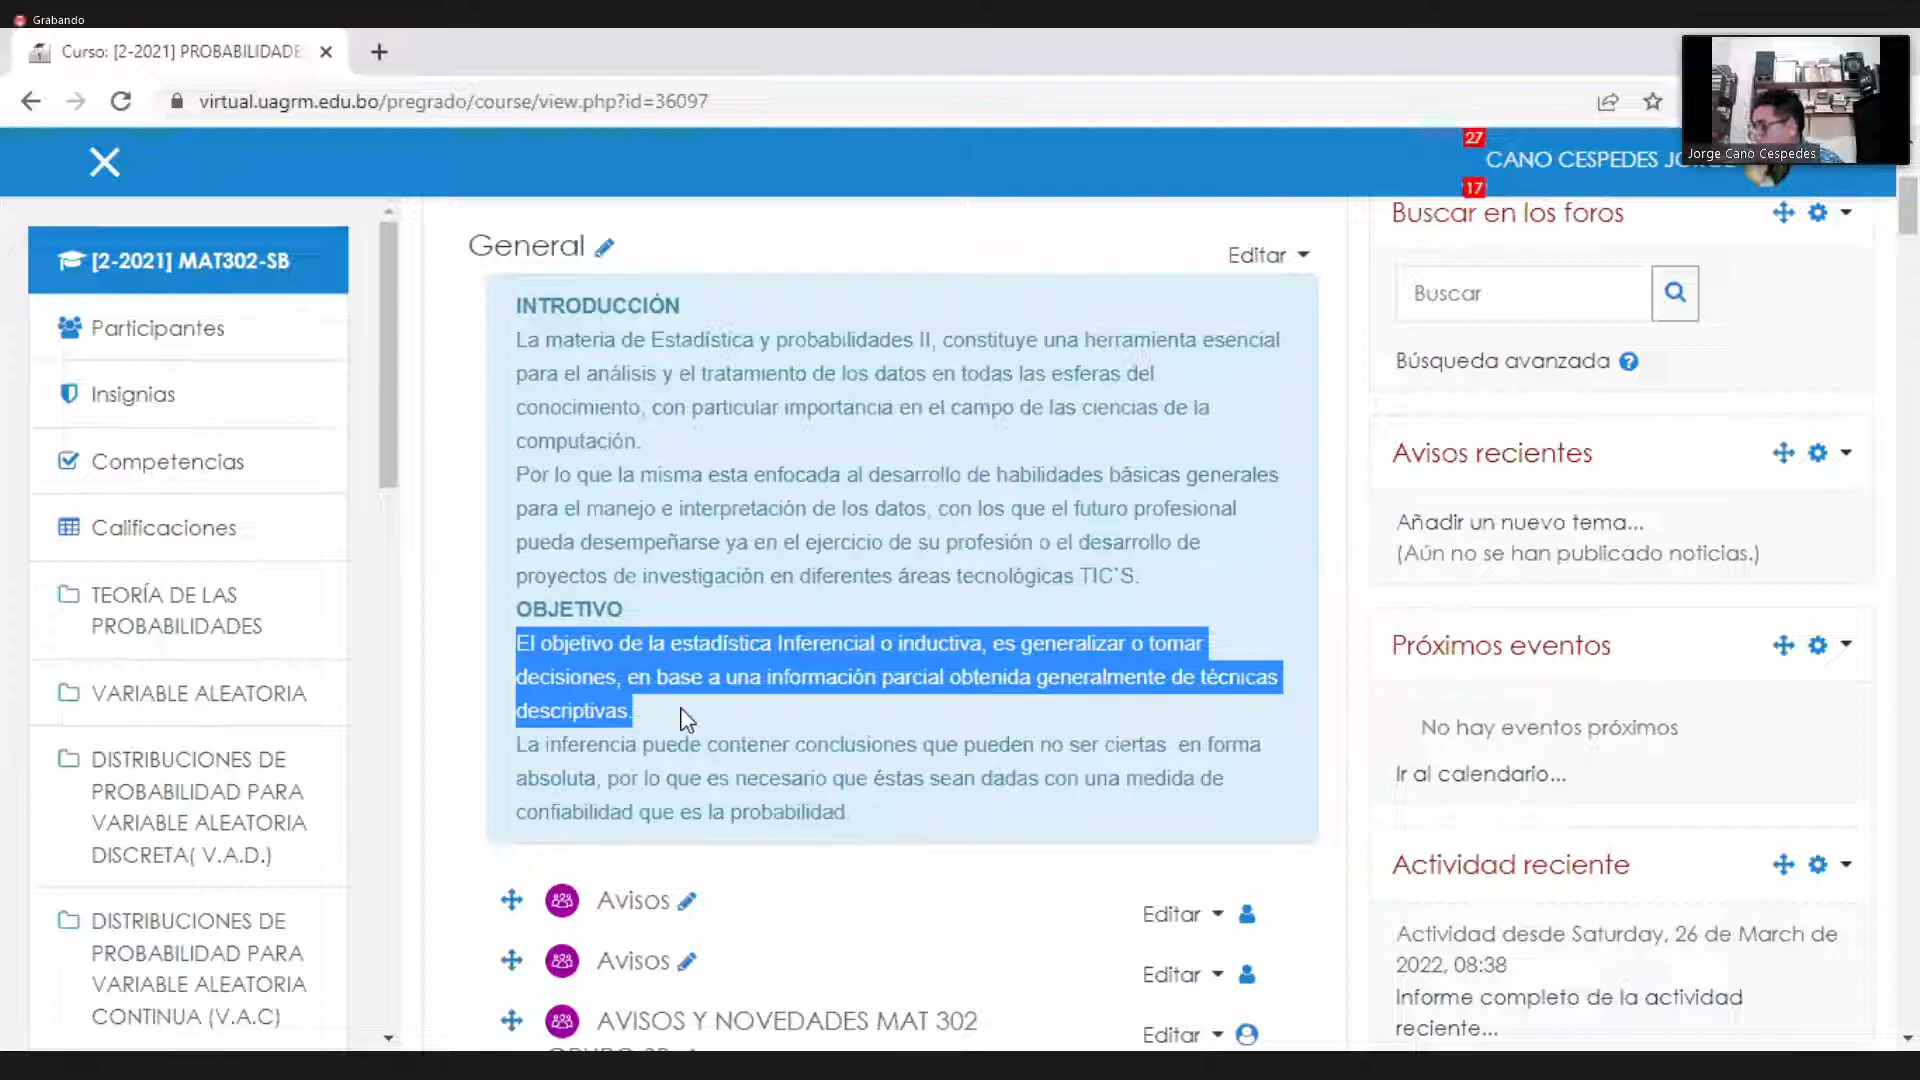 Grabando
Curso: [2-2021] PROBABILIDADE
virtual.uagrm.edu.bo/pregrado/course/view.php?id=36097
27
CANO CESPEDES
17
Jorge Cano Cespedes
[2-2021] MAT302-SB
Participantes
Insignias
Competencias
Calificaciones
TEORÍA DE LAS
PROBABILIDADES
VARIABLE ALEATORIA
DISTRIBUCIONES DE
PROBABILIDAD PARA
VARIABLE ALEATORIA
DISCRETA( V.A.D.)
DISTRIBUCIONES DE
PROBABILIDAD PARA
VARIABLE ALEATORIA
CONTINUA (V.A.C)
General
Editar
INTRODUCCIÓN
La materia de Estadística y probabilidades II, constituye una herramienta esencial
para el análisis y el tratamiento de los datos en todas las esferas del
conocimiento, con particular importancia en el campo de las ciencias de la
computación.
Por lo que la misma esta enfocada al desarrollo de habilidades básicas generales
para el manejo e interpretación de los datos, con los que el futuro profesional
pueda desempeñarse ya en el ejercicio de su profesión o el desarrollo de
proyectos de investigación en diferentes áreas tecnológicas TIC`S.
OBJETIVO
El objetivo de la estadística Inferencial o inductiva, es generalizar o tomar
decisiones, en base a una información parcial obtenida generalmente de técnicas
descriptivas.
La inferencia puede contener conclusiones que pueden no ser ciertas en forma
absoluta, por lo que es necesario que éstas sean dadas con una medida de
confiabilidad que es la probabilidad.
Avisos
Editar
Avisos
Editar
AVISOS Y NOVEDADES MAT 302
Editar
Buscar en los foros
Buscar
Búsqueda avanzada
Avisos recientes
Añadir un nuevo tema...
(Aún no se han publicado noticias.)
Próximos eventos
No hay eventos próximos
Ir al calendario...
Actividad reciente
Actividad desde Saturday, 26 de March de
2022, 08:38
Informe completo de la actividad
reciente...